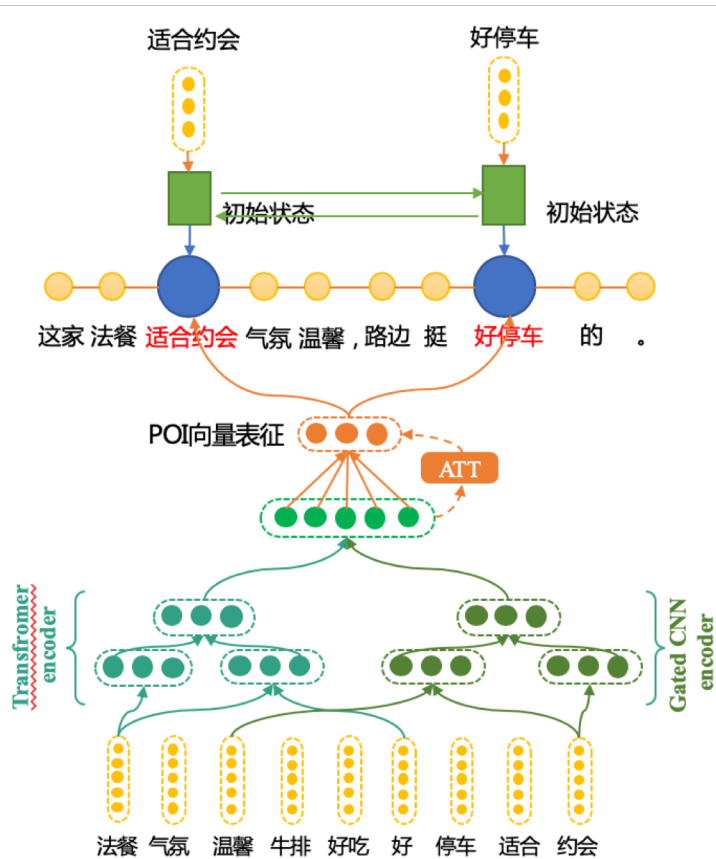 适合约会
好停车
初始状态
初始状态
这家 法餐 适合约会 气氛 温馨，路边 挺 好停车 的 。
POI向量表征
ATT
Transfromer encoder
Gated CNN encoder
法餐 气氛 温馨 牛排 好吃 好 停车 适合 约会